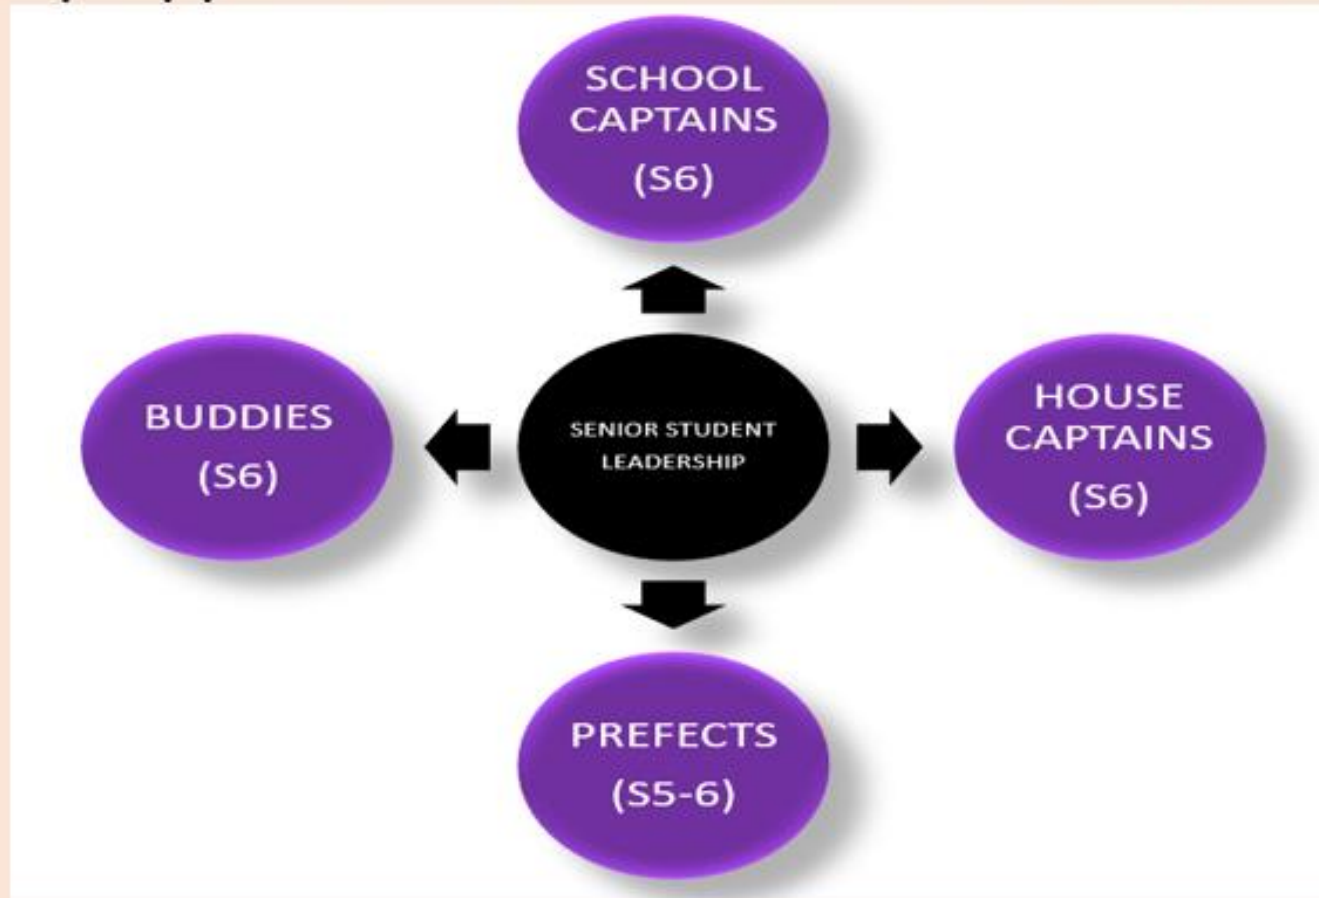 SCHOOL
CAPTAINS
(S6)
BUDDIES
(S6)
SENIOR STUDENT
LEADERSHIP
HOUSE
CAPTAINS
(S6)
PREFECTS
(S5-6)